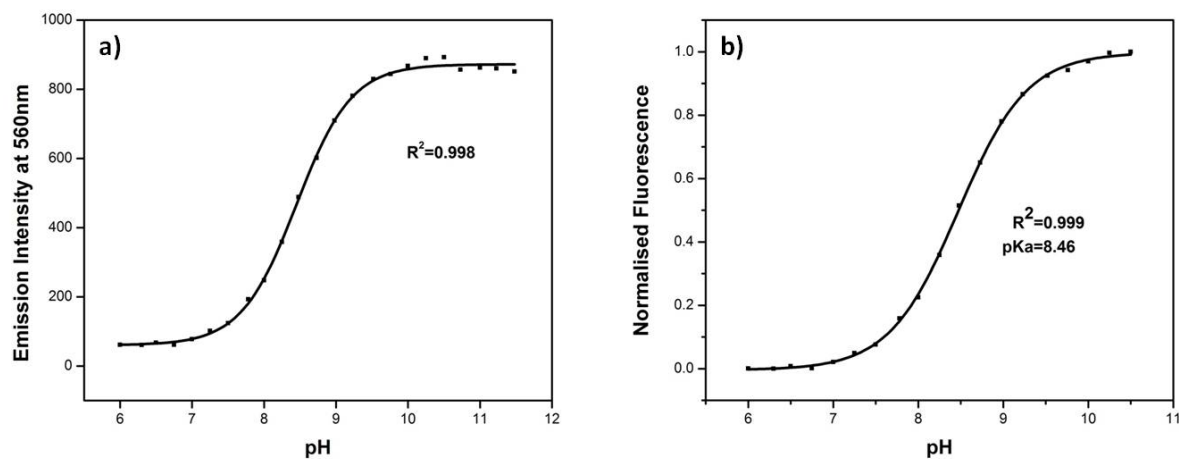 a)
Emission Intensity at 560nm
1000
800
600
400
200
0
R²=0.998
6 7 8 9 10 11 12
pH
b)
Normalised Fluorescence
1.0
0.8
0.6
0.4
0.2
0.0
R²=0.999
pKa=8.46
6 7 8 9 10 11
pH